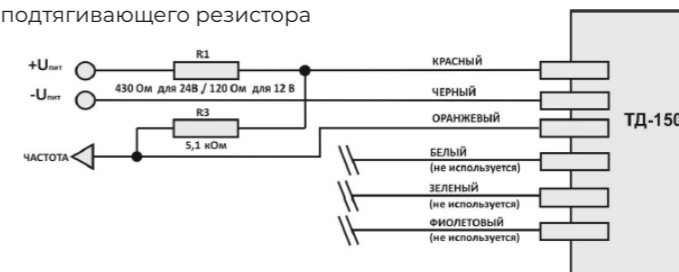 подтягивающего резистора
+Uпит
R1
КРАСНЫЙ
430 Ом для 24В / 120 Ом для 12 В
-Uпит
ЧЕРНЫЙ
R3
ОРАНЖЕВЫЙ
ТД-150
5,1 кОм
ЧАСТОТА
БЕЛЫЙ
(не используется)
ЗЕЛЕНЫЙ
(не используется)
ФИОЛЕТОВЫЙ
(не используется)